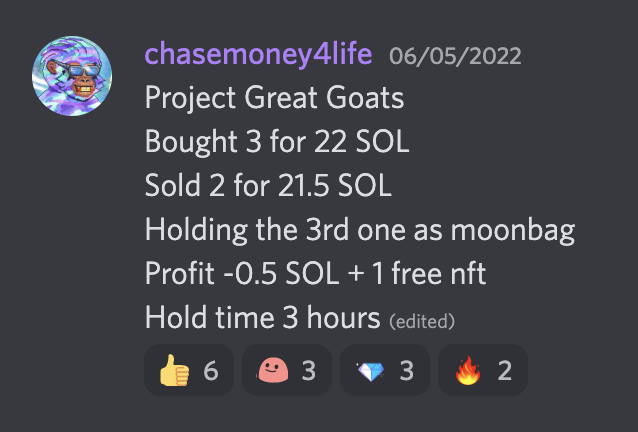 chasemoney4life 06/05/2022
Project Great Goats
Bought 3 for 22 SOL
Sold 2 for 21.5 SOL
Holding the 3rd one as moonbag
Profit -0.5 SOL + 1 free nft
Hold time 3 hours (edited)
👍 6 3 💎 3 🔥 2